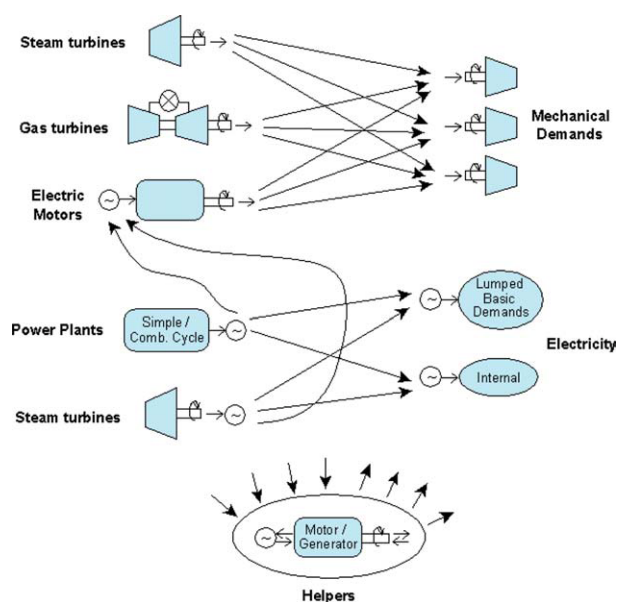 Steam turbines
Gas turbines
Mechanical
Demands
Electric
Motors
~
Power Plants
Simple /
Comb. Cycle
~
~
Lumped
Basic
Demands
Electricity
~
Internal
Steam turbines
~
~
Motor /
Generator
Helpers